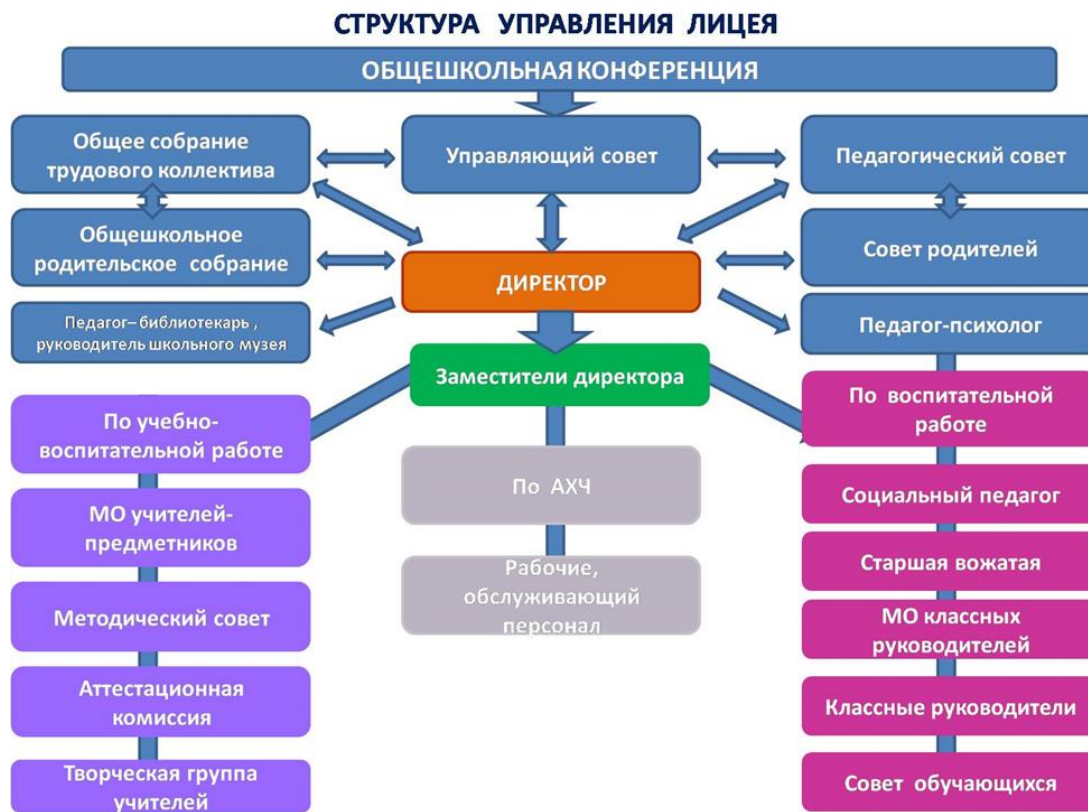 СТРУКТУРА УПРАВЛЕНИЯ ЛИЦЕЯ
ОБЩЕШКОЛЬНАЯ КОНФЕРЕНЦИЯ
Общее собрание
трудового коллектива
Управляющий совет
Педагогический совет
Общешкольное
родительское собрание
ДИРЕКТОР
Совет родителей
Педагог– библиотекарь ,
руководитель школьного музея
Педагог-психолог
Заместители директора
По учебно-
воспитательной работе
МО учителей-
предметников
Методический совет
Аттестационная
комиссия
Творческая группа
учителей
По АХЧ
Рабочие,
обслуживающий
персонал
По воспитательной
работе
Социальный педагог
Старшая вожатая
МО классных
руководителей
Классные руководители
Совет обучающихся